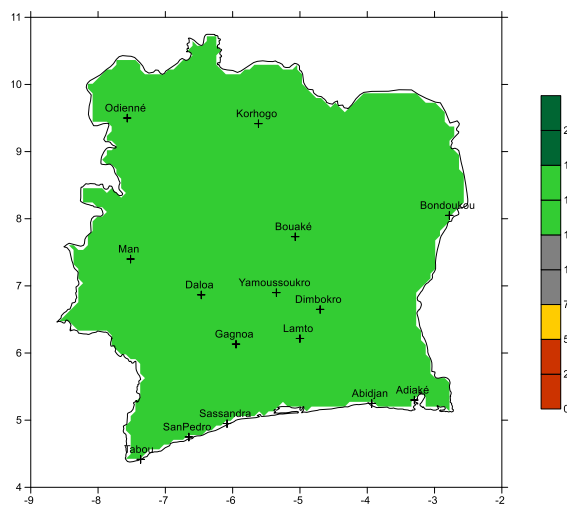 11
10
Odienné
Korhogo
9
Bondoukou
8
Bouaké
Man
7
Daloa
Yamoussoukro
Dimbokro
Lamto
Gagnoa
6
Abidjan
Adiaké
Sassandra
5
SanPedro
Tabou
4
-9 -8 -7 -6 -5 -4 -3 -2